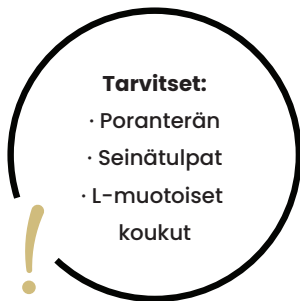 Tarvitset:
· Poranterän
· Seinätulpat
· L-muotoiset
koukut
!